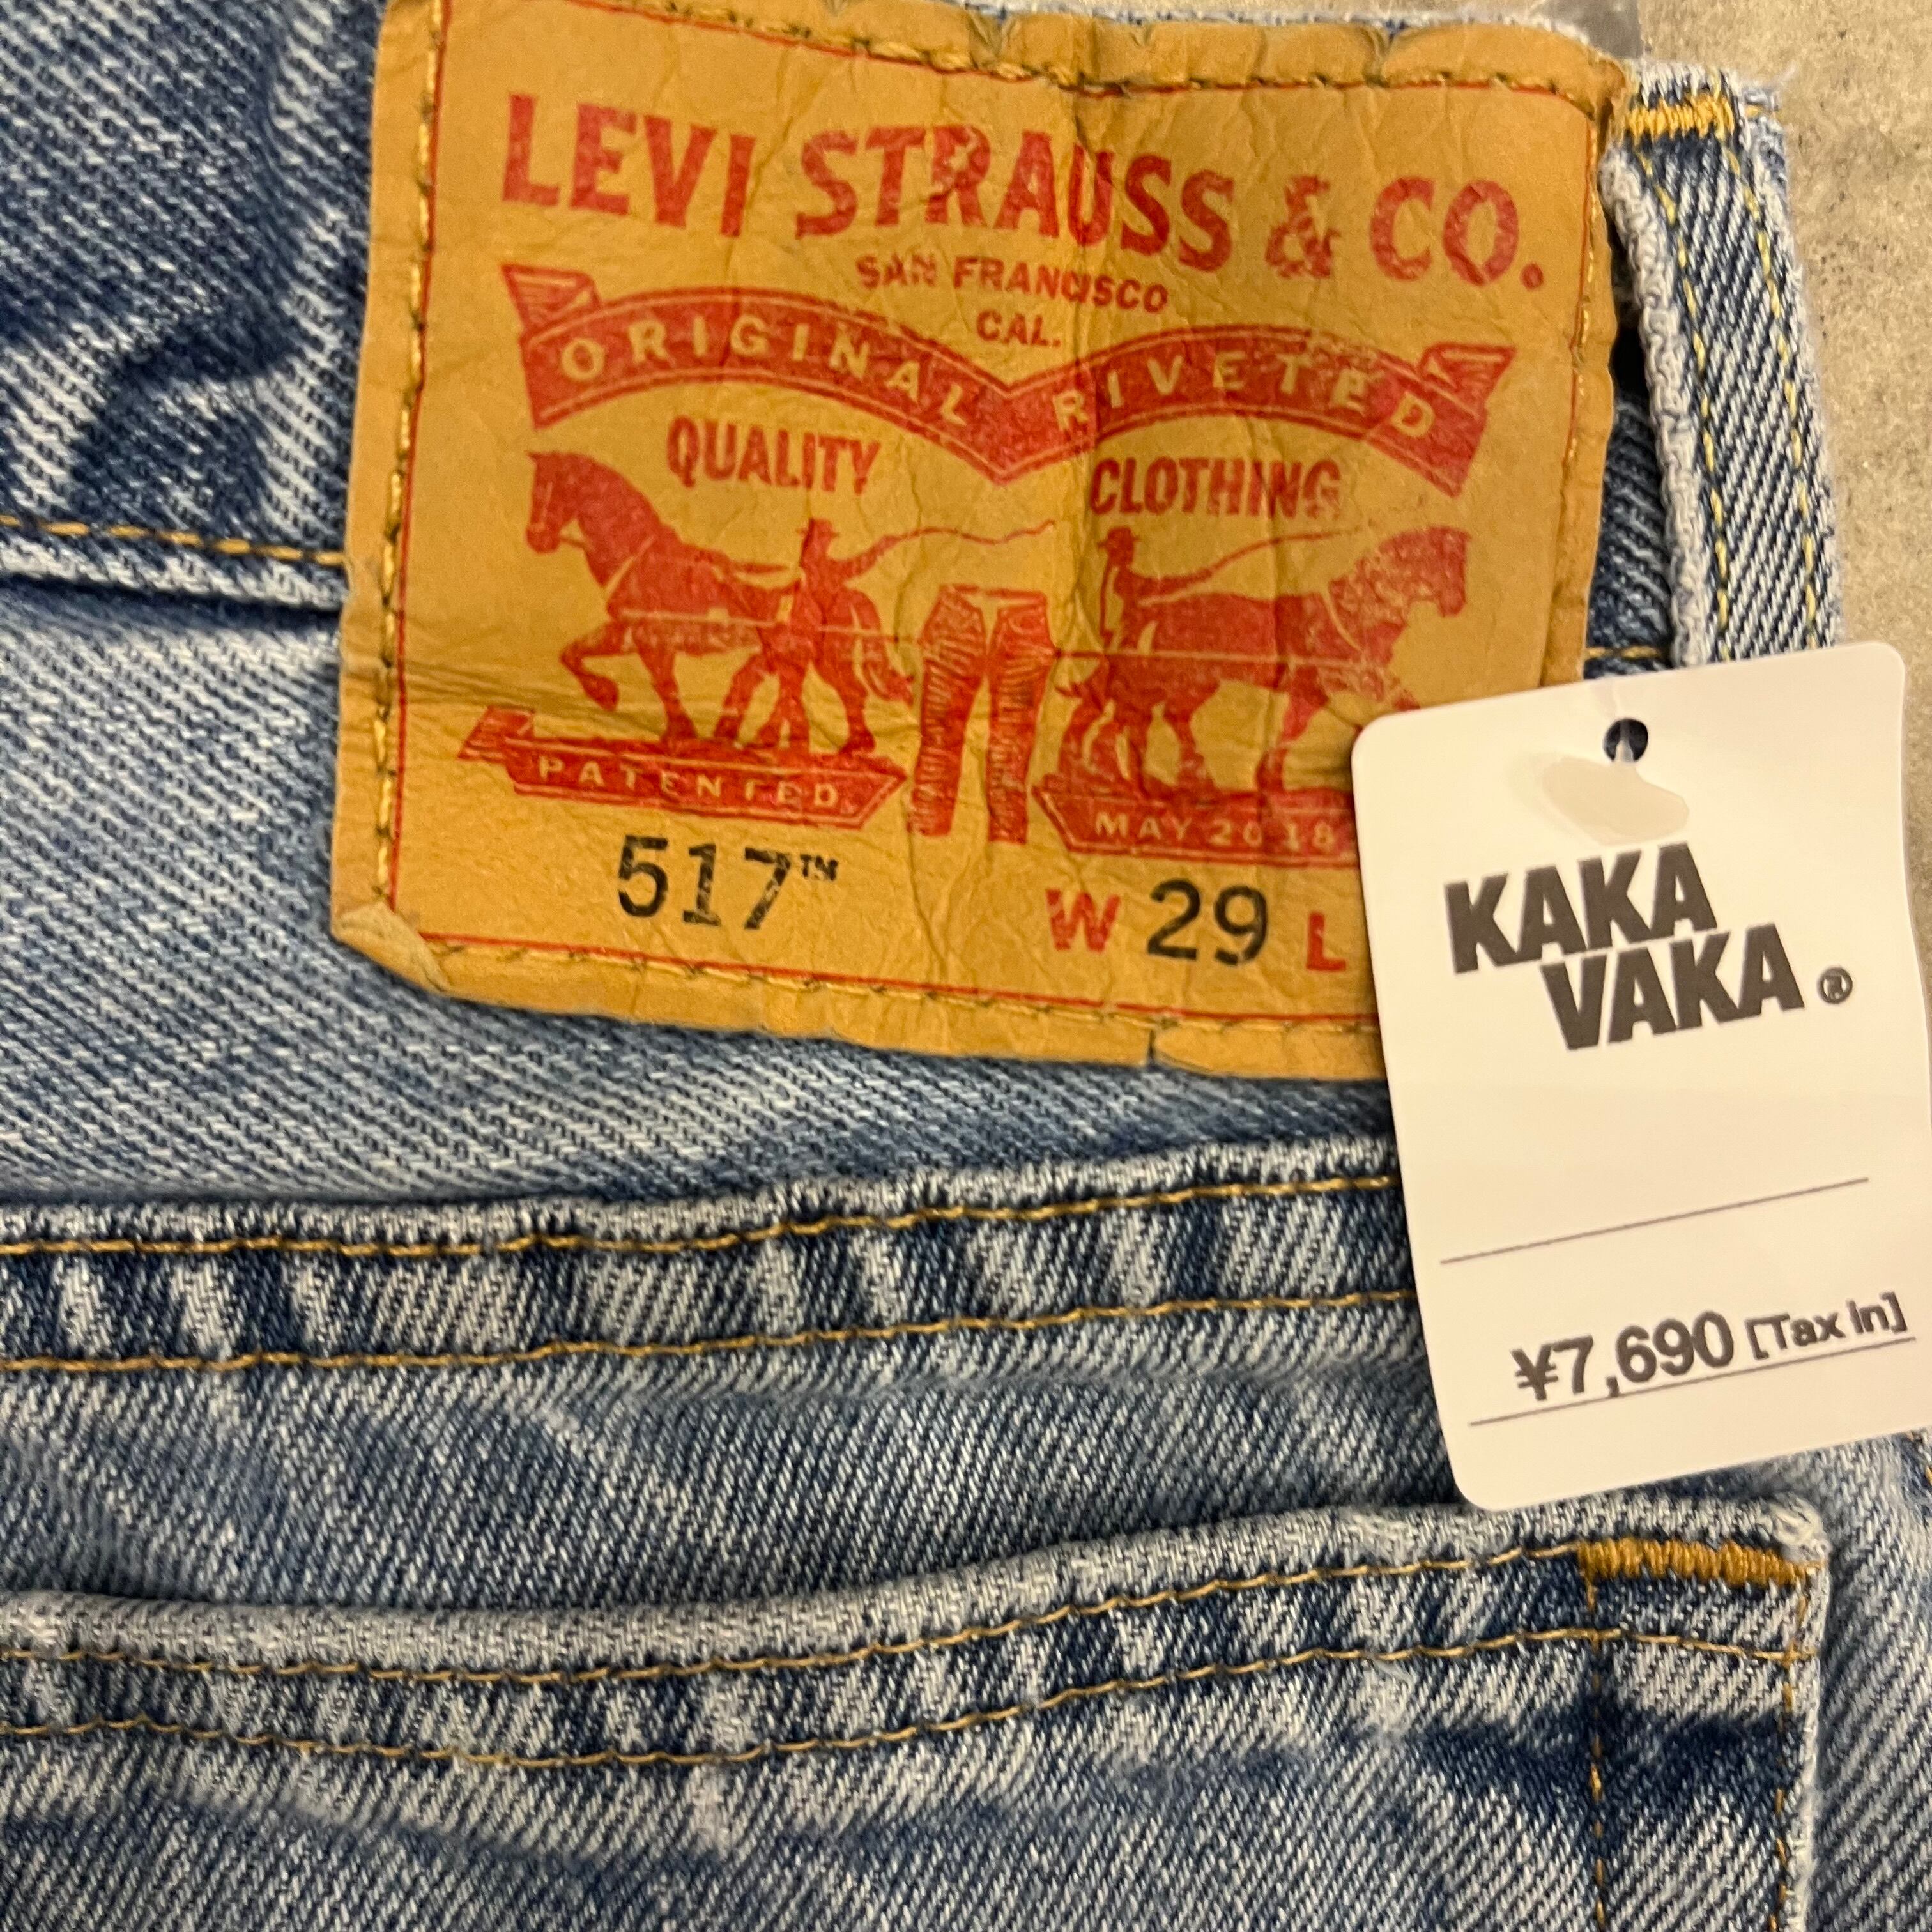 LEVI STRAUSS & CO.
SAN FRANCISCO
CAL.
ORIGINAL RIVETED
QUALITY CLOTHING
PATENTED
MAY 20 18
517™ W 29 L
KAKA
VAKA®
¥7,690 [Tax in]